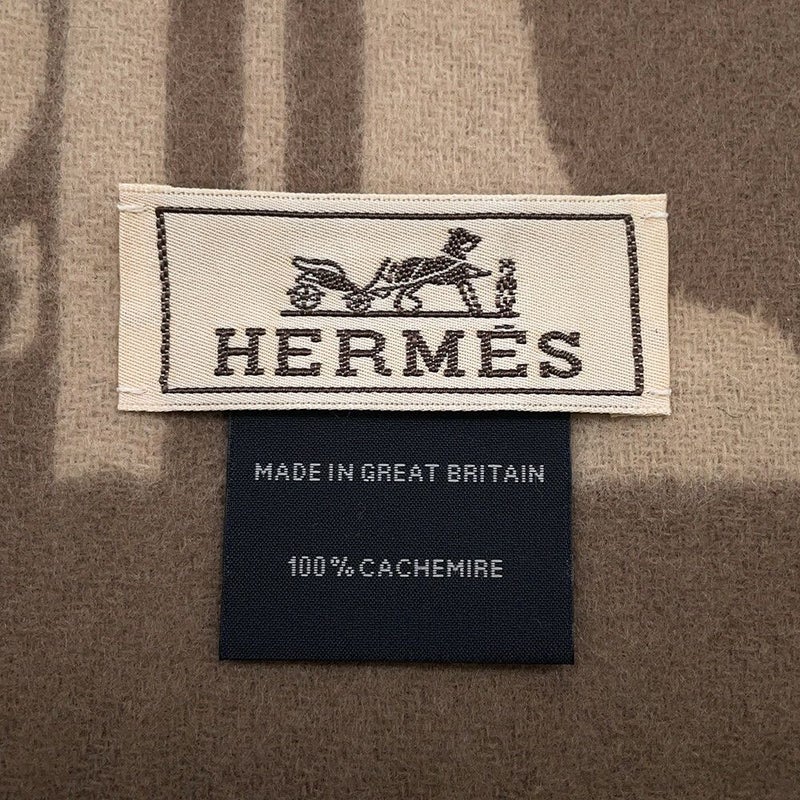 HERMÈS
MADE IN GREAT BRITAIN
100% CACHEMIRE